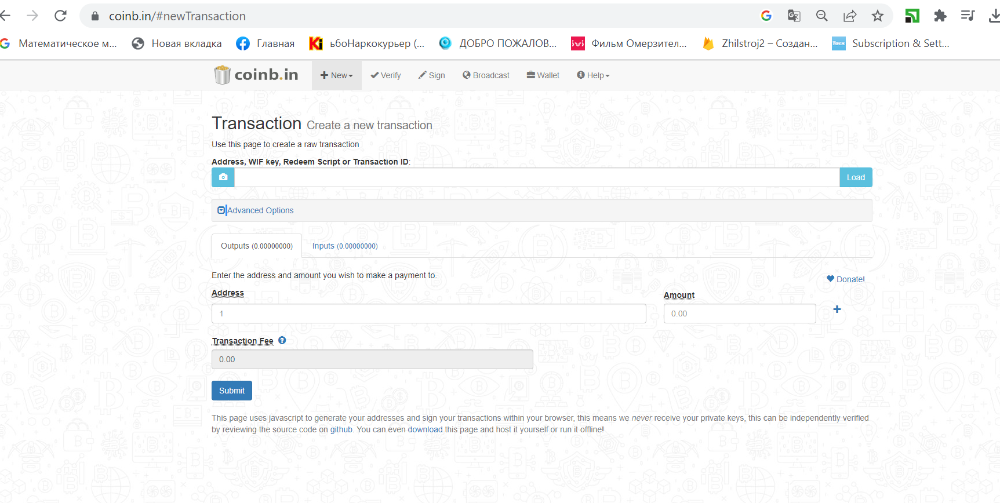 coinb.in/#newTransaction
Математическое м... Новая вкладка Главная ьбоНаркокурьер (... ДОБРО ПОЖАЛОВ... ivi Фильм Омерзител... Zhilstroj2 – Создан... Subscription & Sett...
coinb.in New Verify Sign Broadcast Wallet Help
Transaction Create a new transaction
Use this page to create a raw transaction
Address, WIF key, Redeem Script or Transaction ID:
Load
Advanced Options
Outputs (0.00000000) Inputs (0.00000000)
Enter the address and amount you wish to make a payment to.
Donate!
Address Amount
1 0.00
Transaction Fee
0.00
Submit
This page uses javascript to generate your addresses and sign your transactions within your browser, this means we never receive your private keys, this can be independently verified
by reviewing the source code on github. You can even download this page and host it yourself or run it offline!